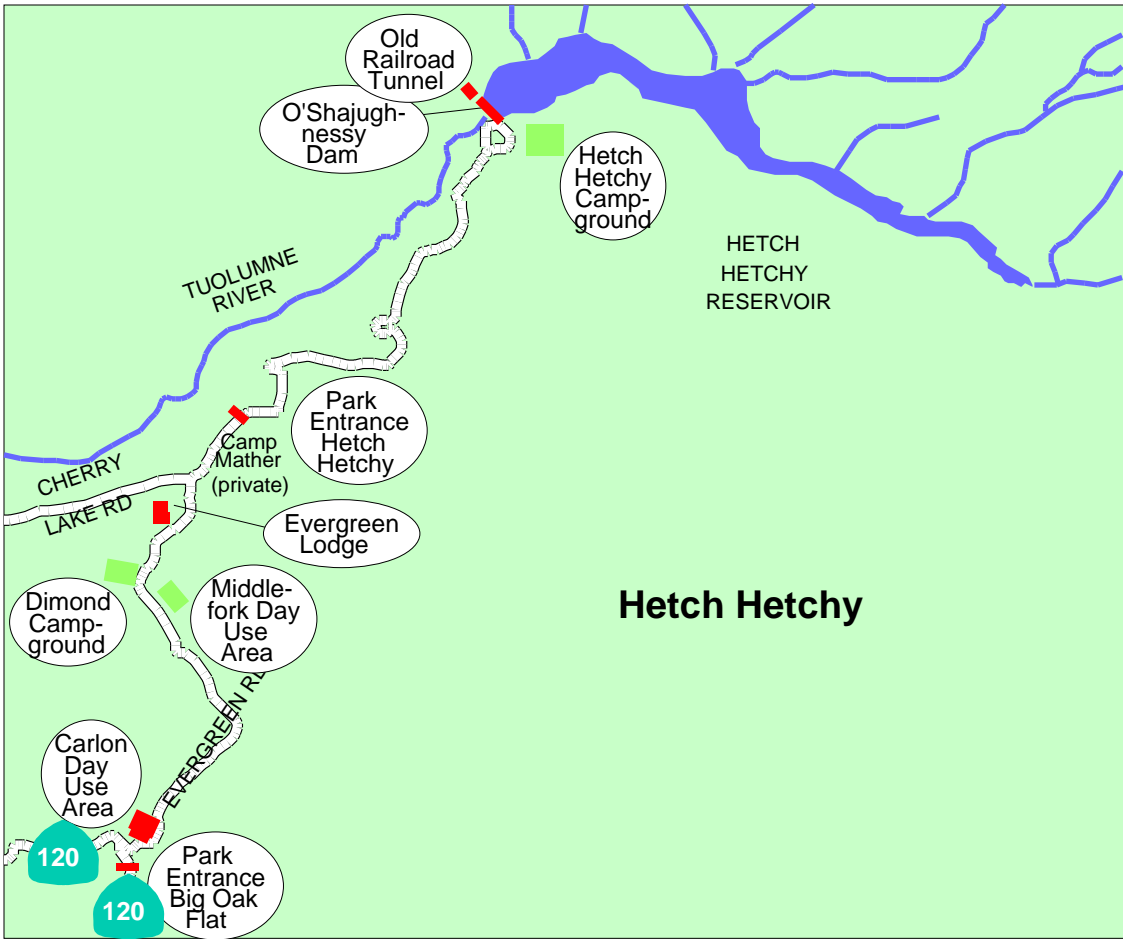 Old
Railroad
Tunnel
O'Shajugh-
nessy
Dam
Hetch
Hetchy
Camp-
ground
HETCH
HETCHY
RESERVOIR
TUOLUMNE
RIVER
Park
Entrance
Hetch
Hetchy
Camp
Mather
(private)
CHERRY
LAKE RD
Evergreen
Lodge
Dimond
Camp-
ground
Middle-
fork Day
Use
Area
Hetch Hetchy
EVERGREEN RD
Carlon
Day
Use
Area
120
Park
Entrance
Big Oak
Flat
120